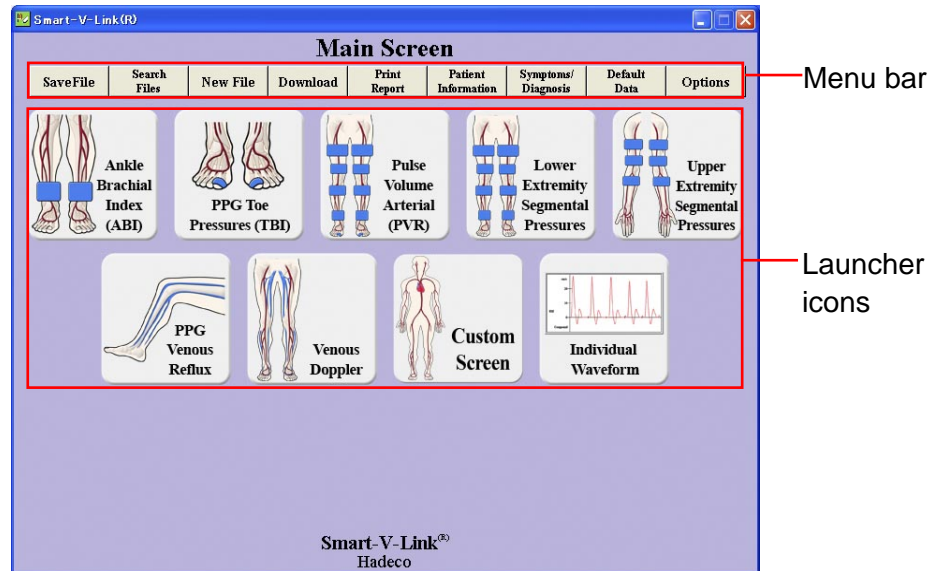 Smart-V-Link(R)
Main Screen
SaveFile
Search
Files
New File
Download
Print
Report
Patient
Information
Symptoms/
Diagnosis
Default
Data
Options
Menu bar
Ankle
Brachial
Index
(ABI)
PPG Toe
Pressures (TBI)
Pulse
Volume
Arterial
(PVR)
Lower
Extremity
Segmental
Pressures
Upper
Extremity
Segmental
Pressures
Launcher
icons
PPG
Venous
Reflux
Venous
Doppler
Custom
Screen
Individual
Waveform
Smart-V-Link(R)
Hadeco